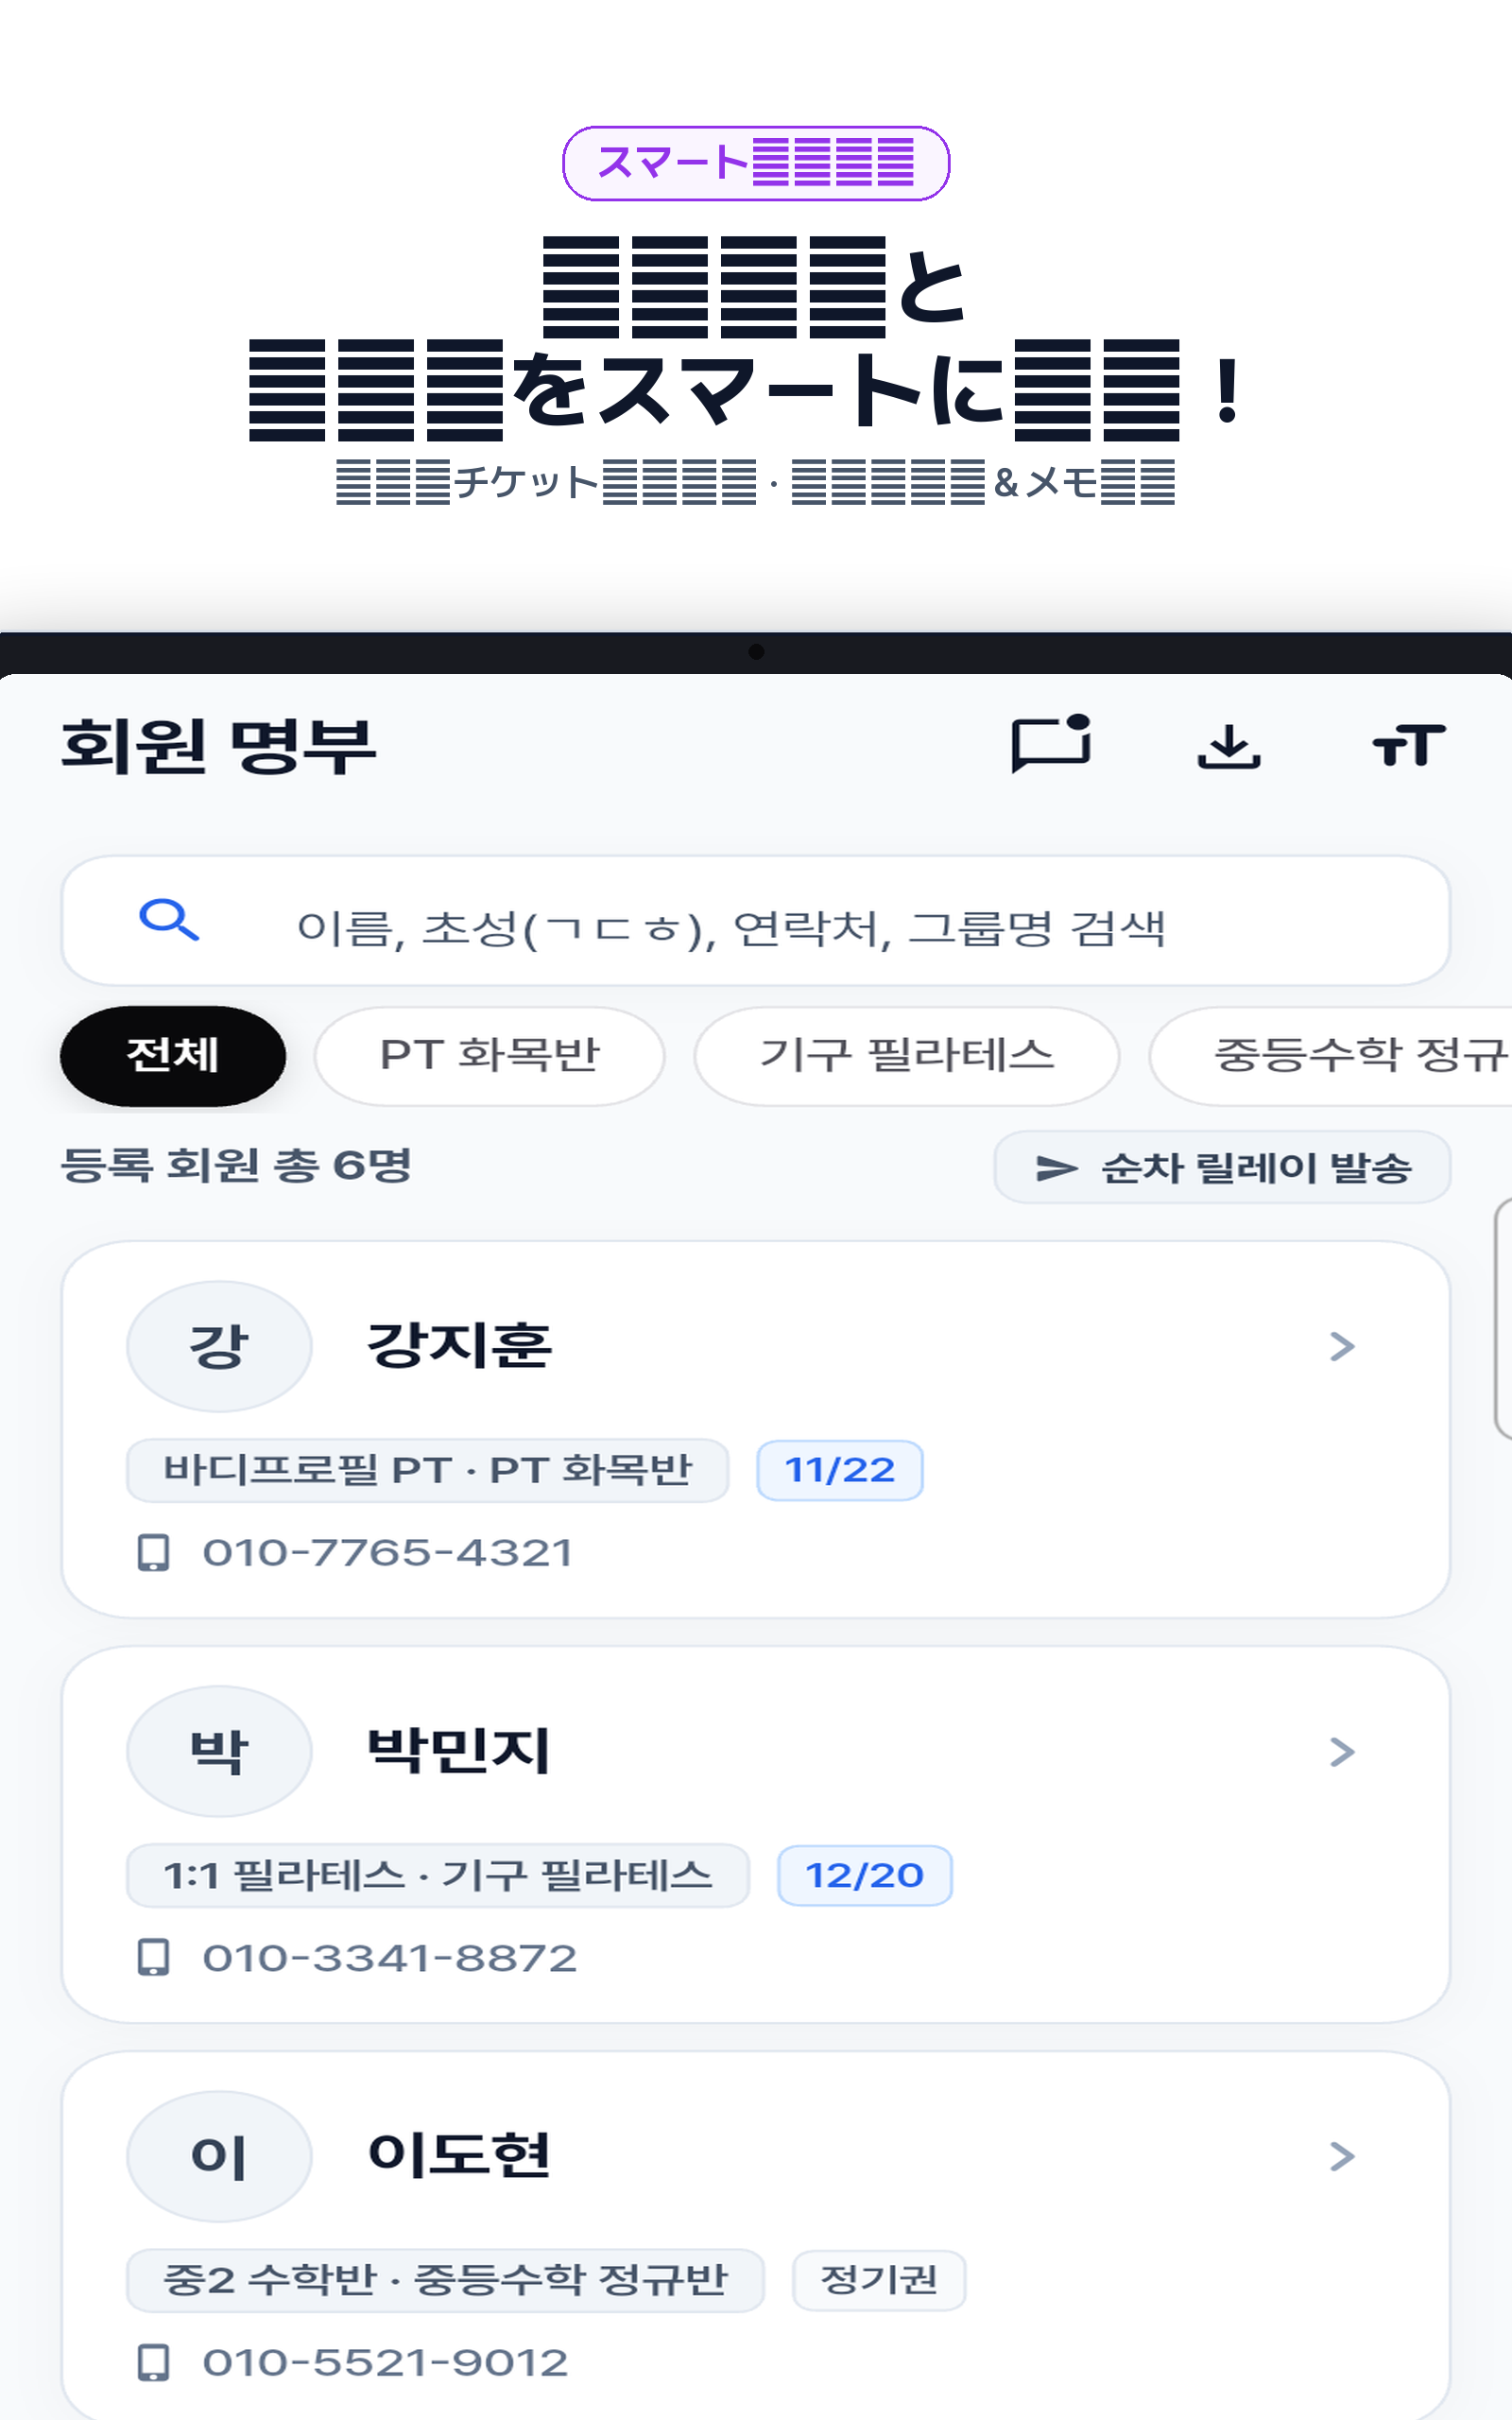 スマート
と
をスマートに！
チケット · &メモ
회원 명부
이름, 초성(ㄱㄷㅎ), 연락처, 그룹명 검색
전체 PT 화목반 기구 필라테스 중등수학 정규
등록 회원 총 6명 순차 릴레이 발송
강 강지훈
바디프로필 PT · PT 화목반 11/22
010-7765-4321
박 박민지
1:1 필라테스 · 기구 필라테스 12/20
010-3341-8872
이 이도현
중2 수학반 · 중등수학 정규반 정기권
010-5521-9012